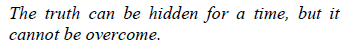 The truth can be hidden for a time, but it
cannot be overcome.